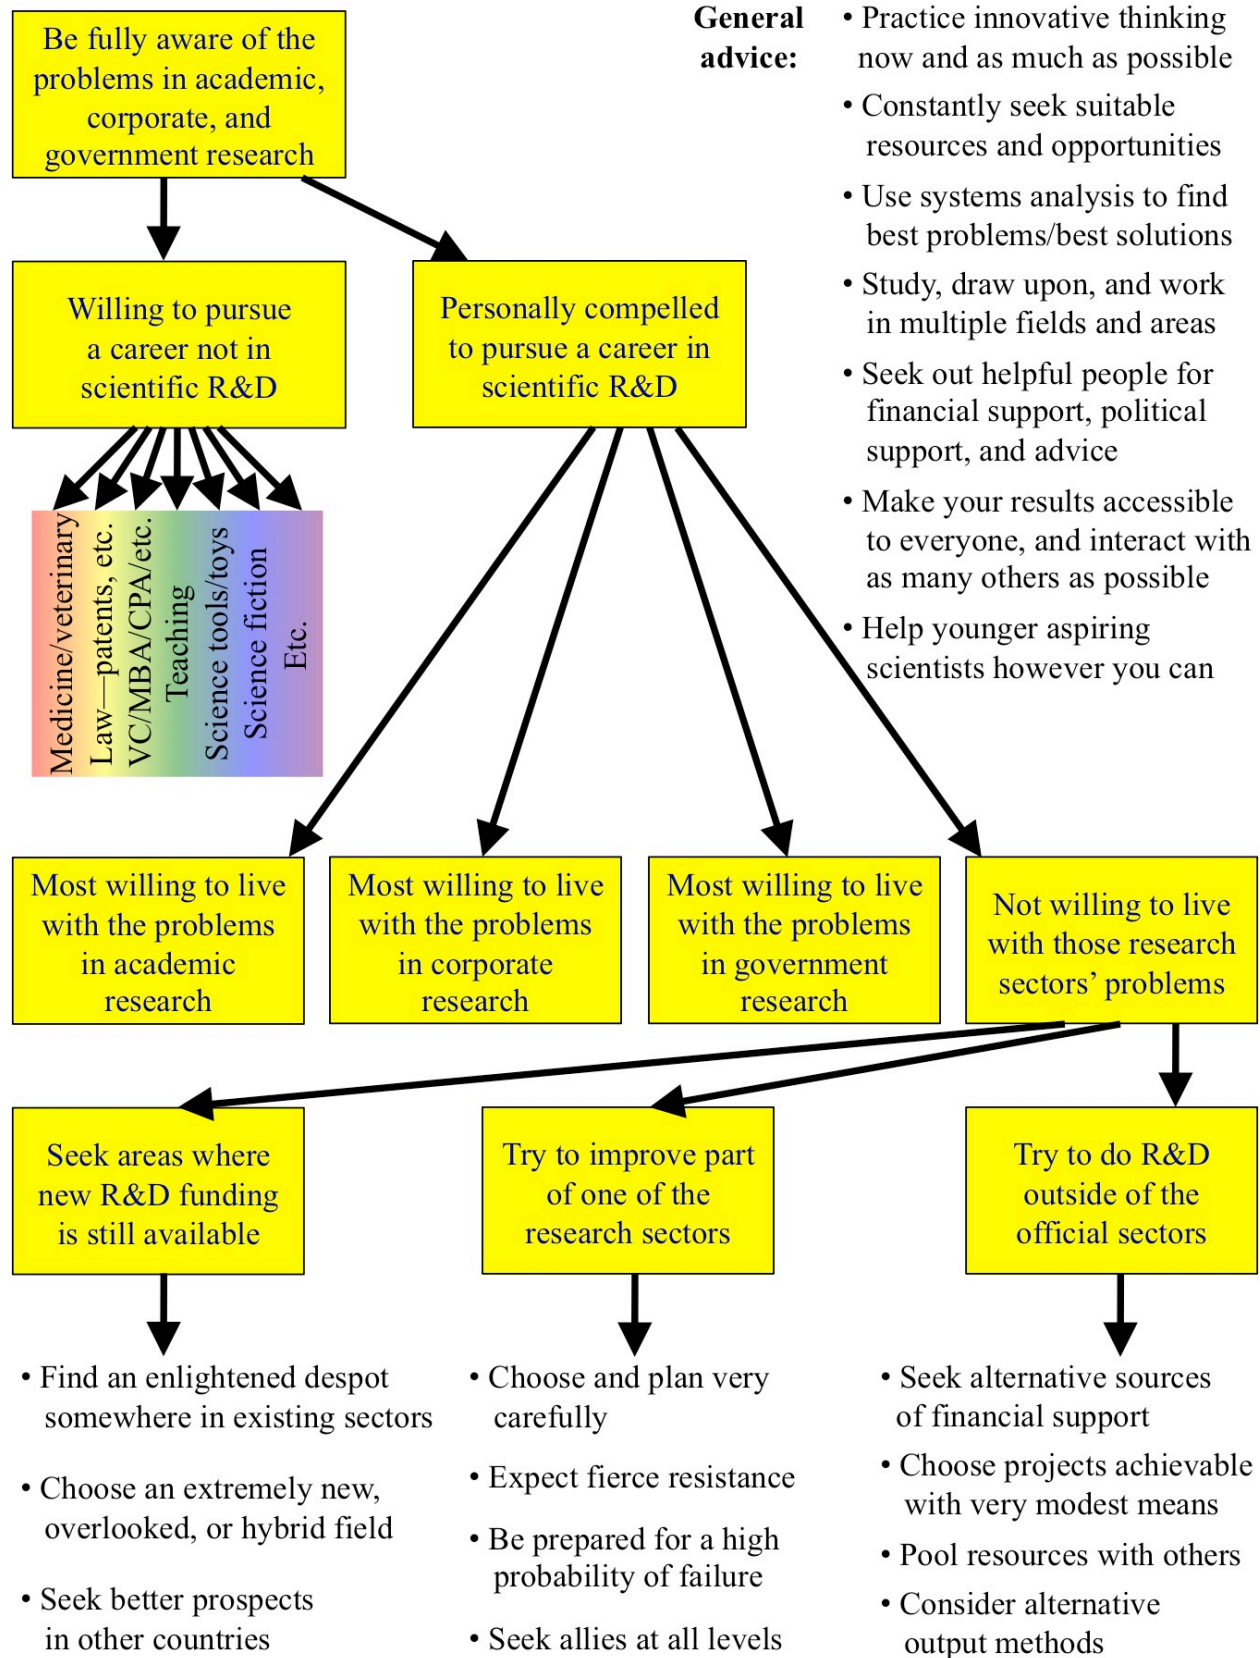 Be fully aware of the
problems in academic,
corporate, and
government research
General
advice:
• Practice innovative thinking
now and as much as possible
• Constantly seek suitable
resources and opportunities
• Use systems analysis to find
best problems/best solutions
• Study, draw upon, and work
in multiple fields and areas
• Seek out helpful people for
financial support, political
support, and advice
• Make your results accessible
to everyone, and interact with
as many others as possible
• Help younger aspiring
scientists however you can
Willing to pursue
a career not in
scientific R&D
Personally compelled
to pursue a career in
scientific R&D
Medicine/veterinary
Law—patents, etc.
VC/MBA/CPA/etc.
Teaching
Science tools/toys
Science fiction
Etc.
Most willing to live
with the problems
in academic
research
Most willing to live
with the problems
in corporate
research
Most willing to live
with the problems
in government
research
Not willing to live
with those research
sectors’ problems
Seek areas where
new R&D funding
is still available
Try to improve part
of one of the
research sectors
Try to do R&D
outside of the
official sectors
• Find an enlightened despot
somewhere in existing sectors
• Choose an extremely new,
overlooked, or hybrid field
• Seek better prospects
in other countries
• Choose and plan very
carefully
• Expect fierce resistance
• Be prepared for a high
probability of failure
• Seek allies at all levels
• Seek alternative sources
of financial support
• Choose projects achievable
with very modest means
• Pool resources with others
• Consider alternative
output methods